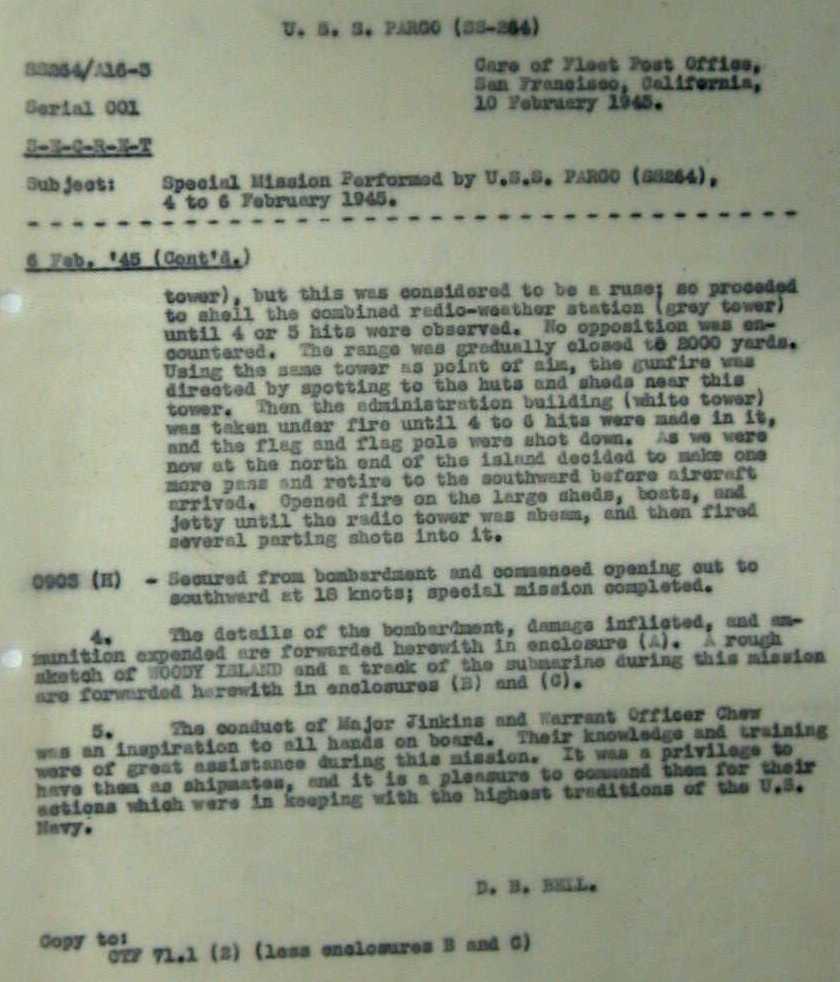 U. S. S. PARGO (SS-264)
SS264/A16-3
Care of Fleet Post Office,
San Francisco, California,
10 February 1945.
Serial 001
S-E-C-R-E-T
Subject: Special Mission Performed by U.S.S. PARGO (SS264),
4 to 6 February 1945.
6 Feb. '45 (Cont'd.)
tower), but this was considered to be a ruse; so proceded
to shell the combined radio-weather station (grey tower)
until 4 or 5 hits were observed. No opposition was en-
countared. The range was gradually closed to 2000 yards.
Using the same tower as point of aim, the gunfire was
directed by spotting to the huts and sheds near this
tower. Then the administration building (white tower)
was taken under fire until 4 to 6 hits were made in it,
and the flag and flag pole were shot down. As we were
now at the north end of the island decided to make one
more pass and retire to the southward before aircraft
arrived. Opened fire on the large sheds, boats, and
jetty until the radio tower was abeam, and then fired
several parting shots into it.
0903 (H) - Secured from bombardment and commenced opening out to
southward at 18 knots; special mission completed.
4. The details of the bombardment, damage inflicted, and am-
munition expended are forwarded herewith in enclosure (A). A rough
sketch of WOODY ISLAND and a track of the submarine during this mission
are forwarded herewith in enclosures (B) and (C).
5. The conduct of Major Jinkins and Warrant Officer Chew
was an inspiration to all hands on board. Their knowledge and training
were of great assistance during this mission. It was a privilege to
have them as shipmates, and it is a pleasure to commend them for their
actions which were in keeping with the highest traditions of the U.S.
Navy.
D. B. BELL.
Copy to:
CTF 71.1 (2) (less enclosures B and C)